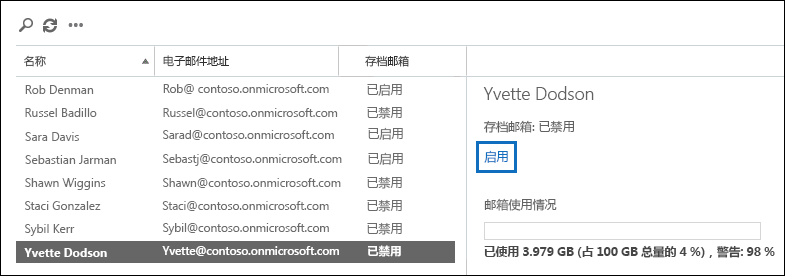 名称 电子邮件地址 存档邮箱
Rob Denman Rob@ contoso.onmicrosoft.com 已启用
Russel Badillo Russel@contoso.onmicrosoft.com 已禁用
Sara Davis Sarad@contoso.onmicrosoft.com 已启用
Sebastian Jarman Sebastj@contoso.onmicrosoft.com 已启用
Shawn Wiggins Shawn@contoso.onmicrosoft.com 已禁用
Staci Gonzalez Staci@contoso.onmicrosoft.com 已禁用
Sybil Kerr Sybil@contoso.onmicrosoft.com 已禁用
Yvette Dodson Yvette@contoso.onmicrosoft.com 已禁用
Yvette Dodson
存档邮箱: 已禁用
启用
邮箱使用情况
已使用 3.979 GB (占 100 GB 总量的 4 %)，警告: 98 %